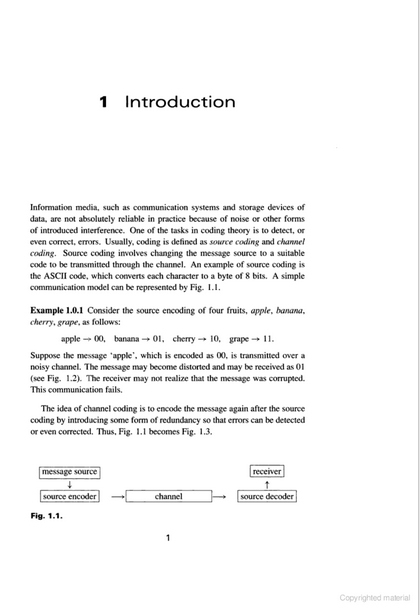 1 Introduction
Information media, such as communication systems and storage devices of
data, are not absolutely reliable in practice because of noise or other forms
of introduced interference. One of the tasks in coding theory is to detect, or
even correct, errors. Usually, coding is defined as source coding and channel
coding. Source coding involves changing the message source to a suitable
code to be transmitted through the channel. An example of source coding is
the ASCII code, which converts each character to a byte of 8 bits. A simple
communication model can be represented by Fig. 1.1.
Example 1.0.1 Consider the source encoding of four fruits, apple, banana,
cherry, grape, as follows:
apple → 00, banana → 01, cherry → 10, grape → 11.
Suppose the message ‘apple’, which is encoded as 00, is transmitted over a
noisy channel. The message may become distorted and may be received as 01
(see Fig. 1.2). The receiver may not realize that the message was corrupted.
This communication fails.
The idea of channel coding is to encode the message again after the source
coding by introducing some form of redundancy so that errors can be detected
or even corrected. Thus, Fig. 1.1 becomes Fig. 1.3.
message source receiver
↓ ↑
source encoder → channel → source decoder
Fig. 1.1.
1
Copyrighted material